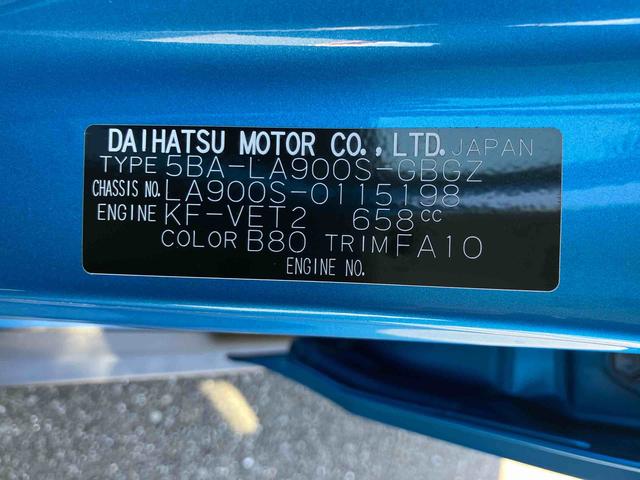 DAIHATSU MOTOR CO., LTD. JAPAN
TYPE 5BA-LA900S-GBGZ
CHASSIS NO. LA900S-0115198
ENGINE KF-VET2 658cc
COLOR B80 TRIM FA10
ENGINE NO.